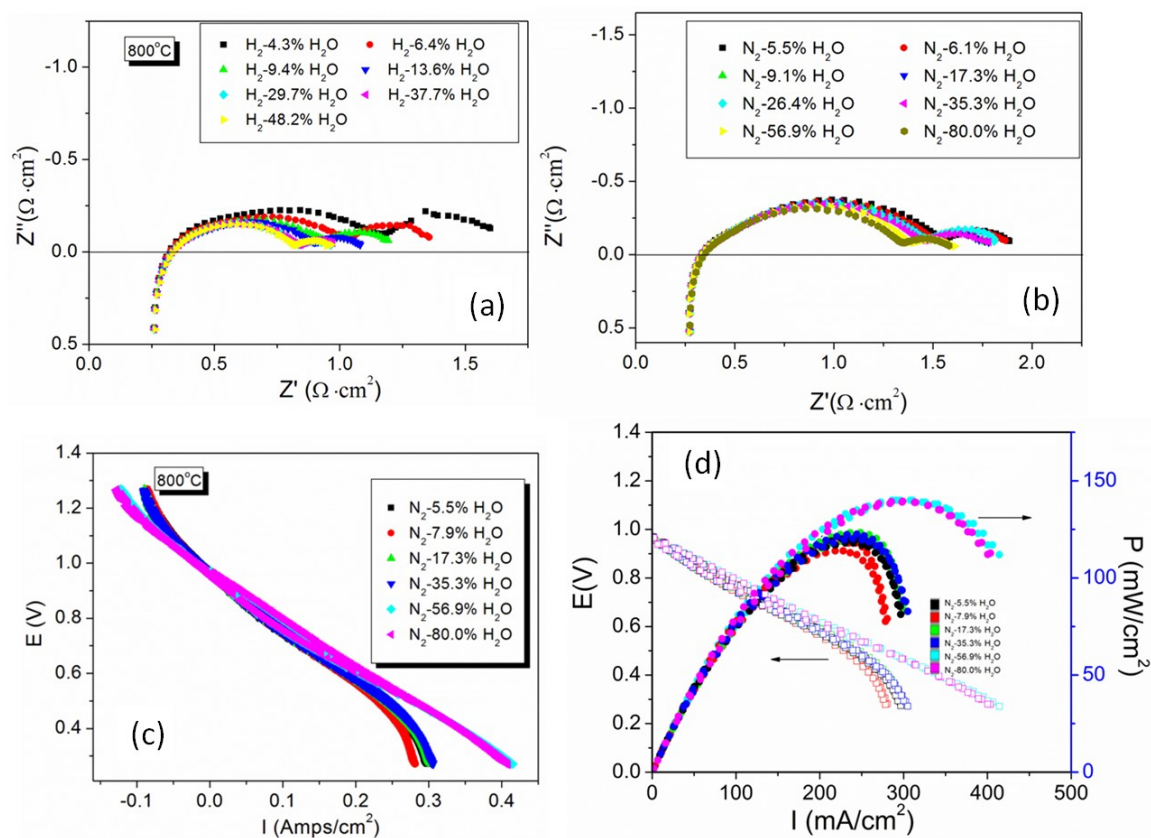 800°C
H₂-4.3% H₂O
H₂-6.4% H₂O
H₂-9.4% H₂O
H₂-13.6% H₂O
H₂-29.7% H₂O
H₂-37.7% H₂O
H₂-48.2% H₂O
-1.0
-0.5
0.0
0.5
Z''(Ω·cm²)
0.0
0.5
1.0
1.5
Z' (Ω·cm²)
(a)
N₂-5.5% H₂O
N₂-6.1% H₂O
N₂-9.1% H₂O
N₂-17.3% H₂O
N₂-26.4% H₂O
N₂-35.3% H₂O
N₂-56.9% H₂O
N₂-80.0% H₂O
-1.5
-1.0
-0.5
0.0
0.5
Z''(Ω·cm²)
0.0
0.5
1.0
1.5
2.0
Z'(Ω·cm²)
(b)
800°C
N₂-5.5% H₂O
N₂-7.9% H₂O
N₂-17.3% H₂O
N₂-35.3% H₂O
N₂-56.9% H₂O
N₂-80.0% H₂O
1.4
1.2
1.0
0.8
0.6
0.4
E (V)
-0.1
0.0
0.1
0.2
0.3
0.4
I (Amps/cm²)
(c)
(d)
1.4
1.2
1.0
0.8
0.6
0.4
0.2
0.0
E(V)
150
100
50
0
P (mW/cm²)
N₂-5.5% H₂O
N₂-7.9% H₂O
N₂-17.3% H₂O
N₂-35.3% H₂O
N₂-56.9% H₂O
N₂-80.0% H₂O
0
100
200
300
400
500
I (mA/cm²)